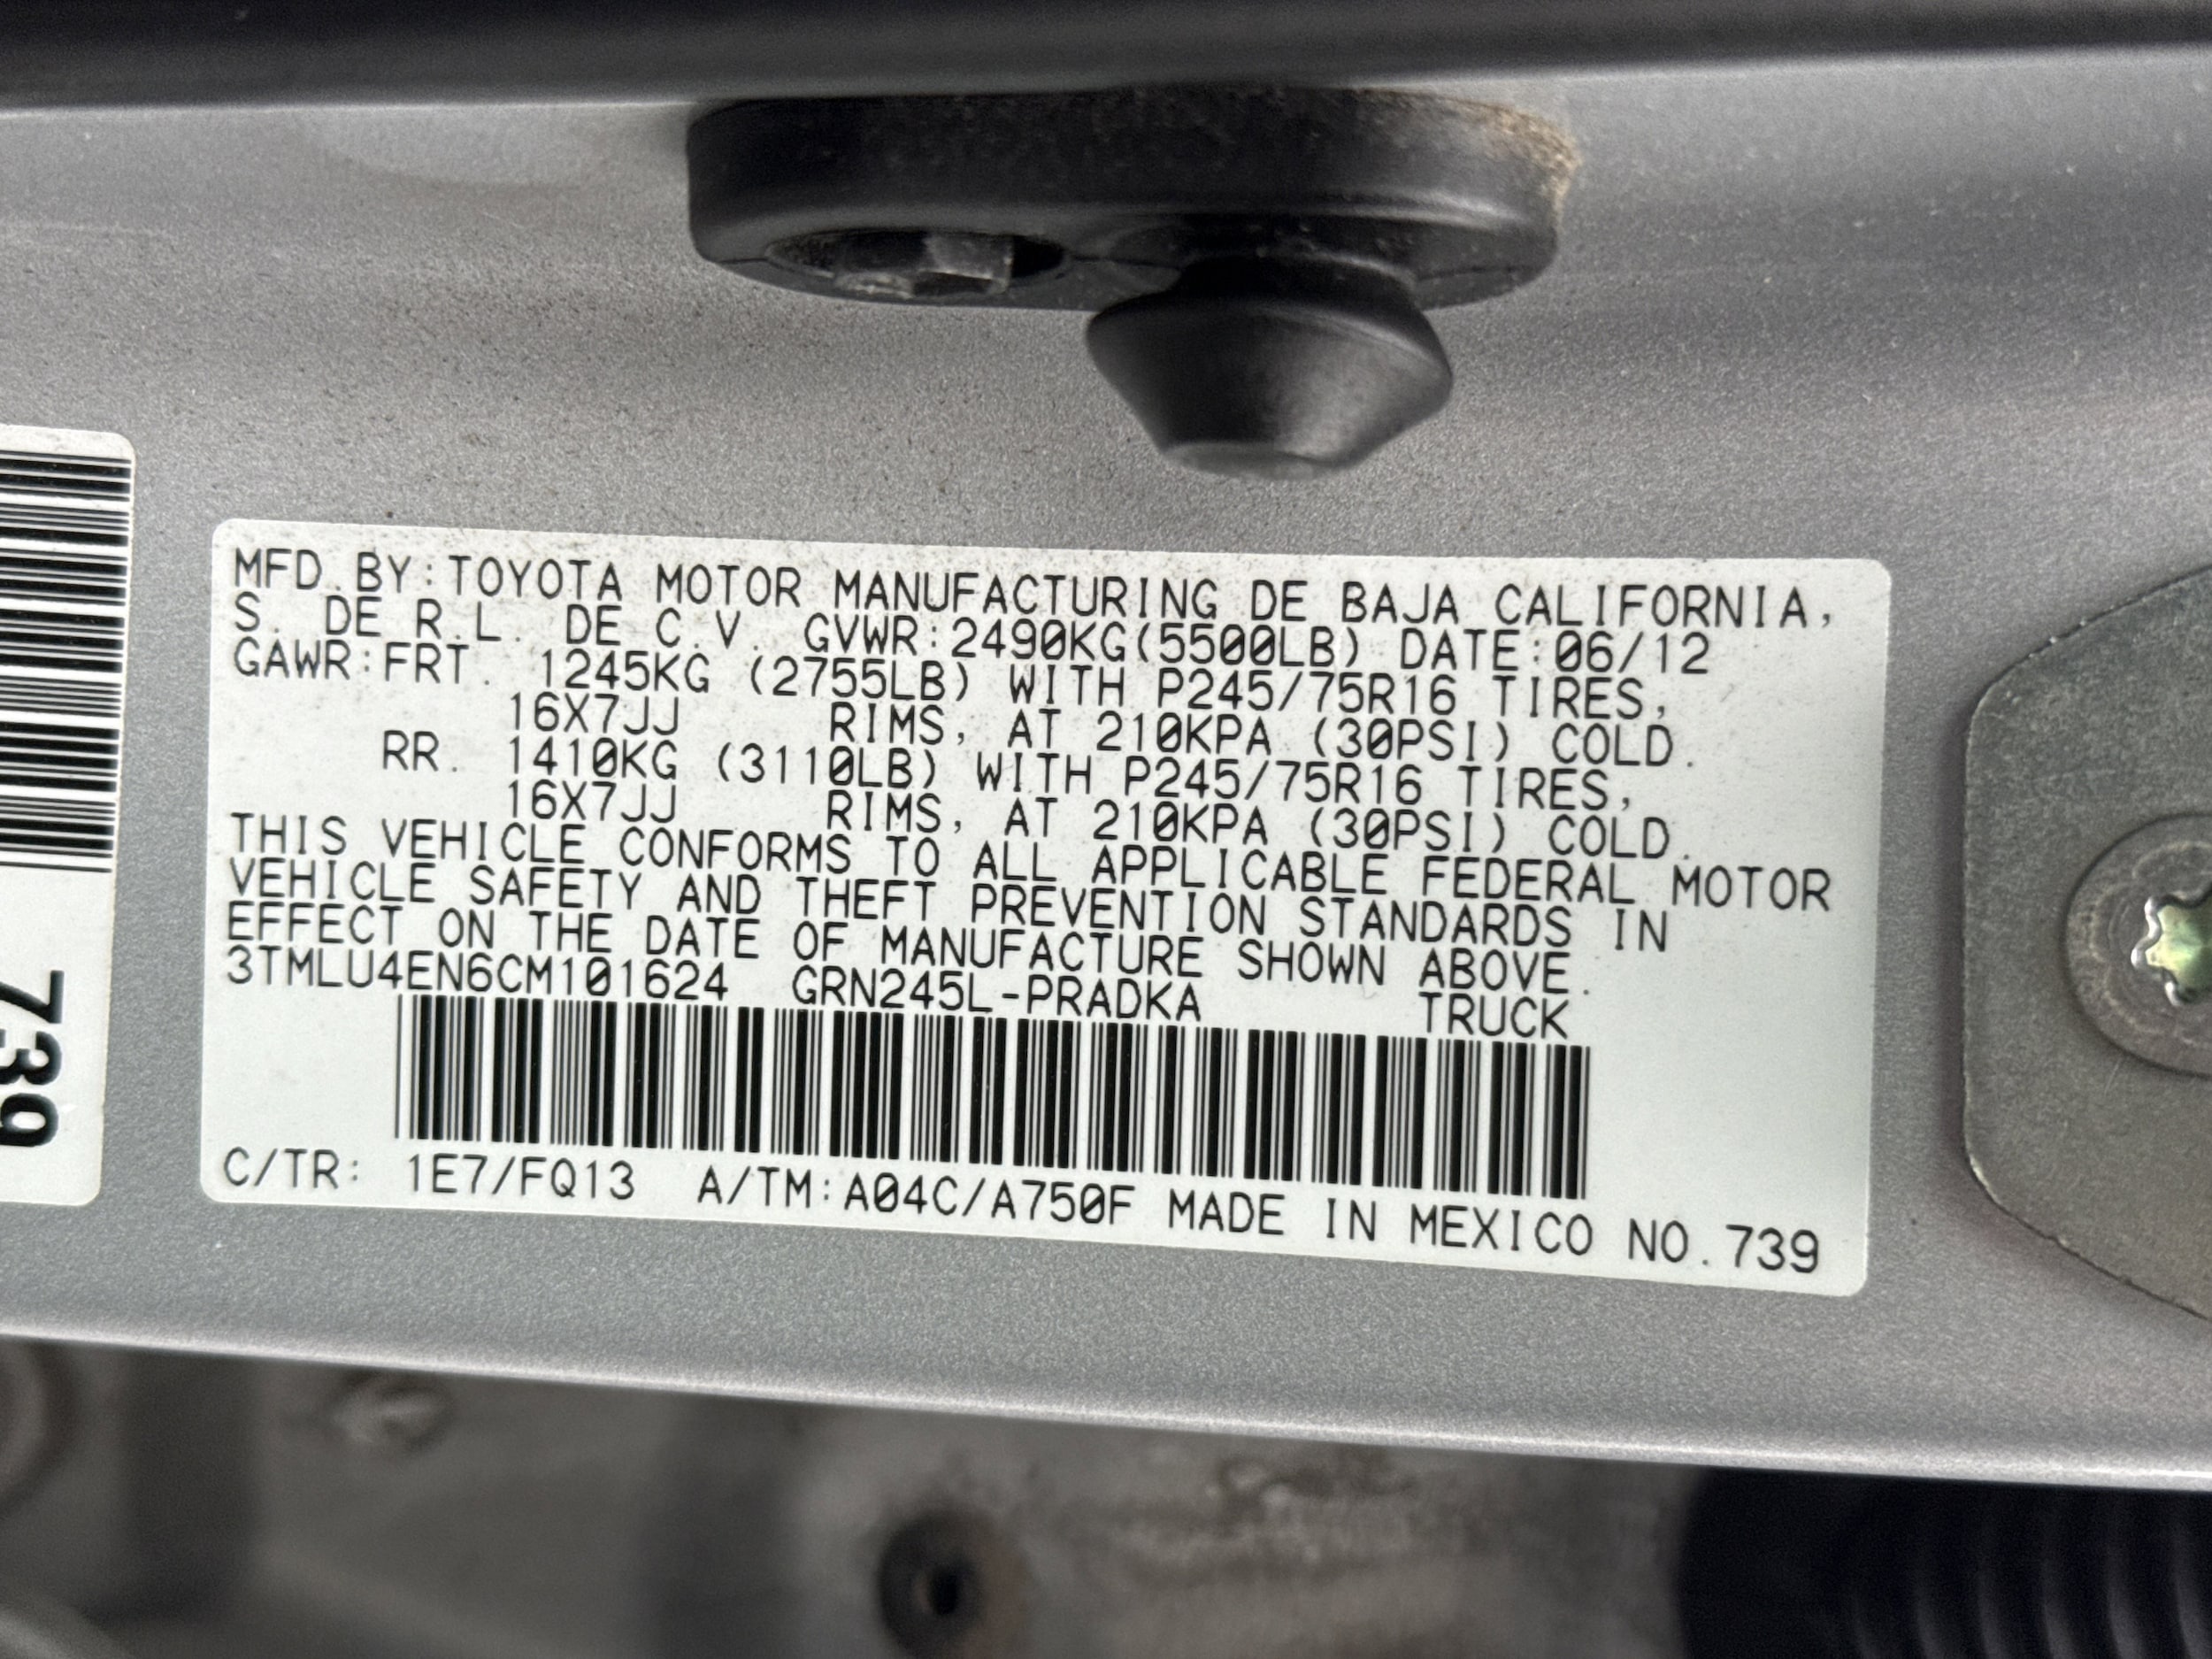 MFD.BY:TOYOTA MOTOR MANUFACTURING DE BAJA CALIFORNIA,
S. DE R.L. DE C.V. GVWR:2490KG(5500LB) DATE:06/12
GAWR:FRT. 1245KG (2755LB) WITH P245/75R16 TIRES,
16X7JJ RIMS, AT 210KPA (30PSI) COLD.
RR. 1410KG (3110LB) WITH P245/75R16 TIRES,
16X7JJ RIMS, AT 210KPA (30PSI) COLD.
THIS VEHICLE CONFORMS TO ALL APPLICABLE FEDERAL MOTOR
VEHICLE SAFETY AND THEFT PREVENTION STANDARDS IN
EFFECT ON THE DATE OF MANUFACTURE SHOWN ABOVE.
3TMLU4EN6CM101624 GRN245L-PRADKA TRUCK
C/TR: 1E7/FQ13 A/TM:A04C/A750F MADE IN MEXICO NO.739
739